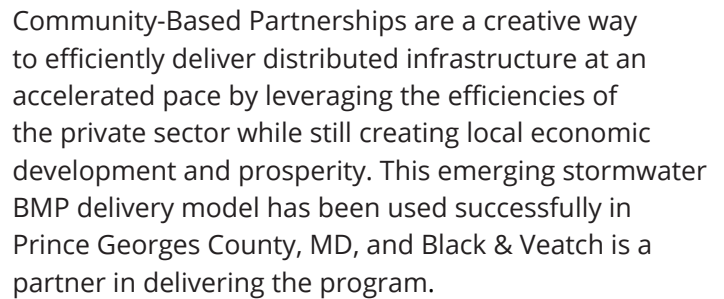 Community-Based Partnerships are a creative way
to efficiently deliver distributed infrastructure at an
accelerated pace by leveraging the efficiencies of
the private sector while still creating local economic
development and prosperity. This emerging stormwater
BMP delivery model has been used successfully in
Prince Georges County, MD, and Black & Veatch is a
partner in delivering the program.